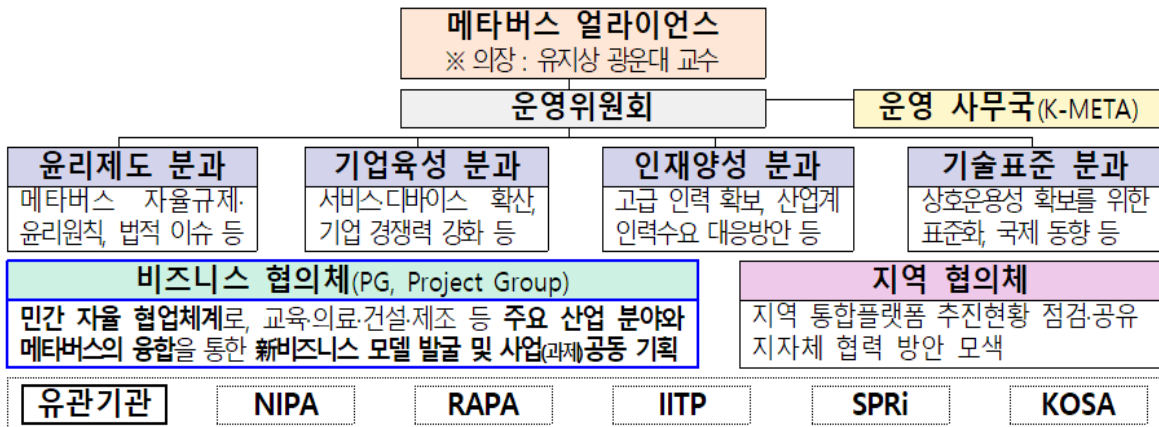 메타버스 얼라이언스
※ 의장 : 유지상 광운대 교수
운영위원회
운영 사무국(K-META)
윤리제도 분과
메타버스 자율규제·
윤리원칙, 법적 이슈 등
기업육성 분과
서비스·디바이스 확산,
기업 경쟁력 강화 등
인재양성 분과
고급 인력 확보, 산업계
인력수요 대응방안 등
기술표준 분과
상호운용성 확보를 위한
표준화, 국제 동향 등
비즈니스 협의체(PG, Project Group)
민간 자율 협업체계로, 교육·의료·건설·제조 등 주요 산업 분야와
메타버스의 융합을 통한 新비즈니스 모델 발굴 및 사업(과제)공동 기획
지역 협의체
지역 통합플랫폼 추진현황 점검·공유
지자체 협력 방안 모색
유관기관
NIPA
RAPA
IITP
SPRi
KOSA